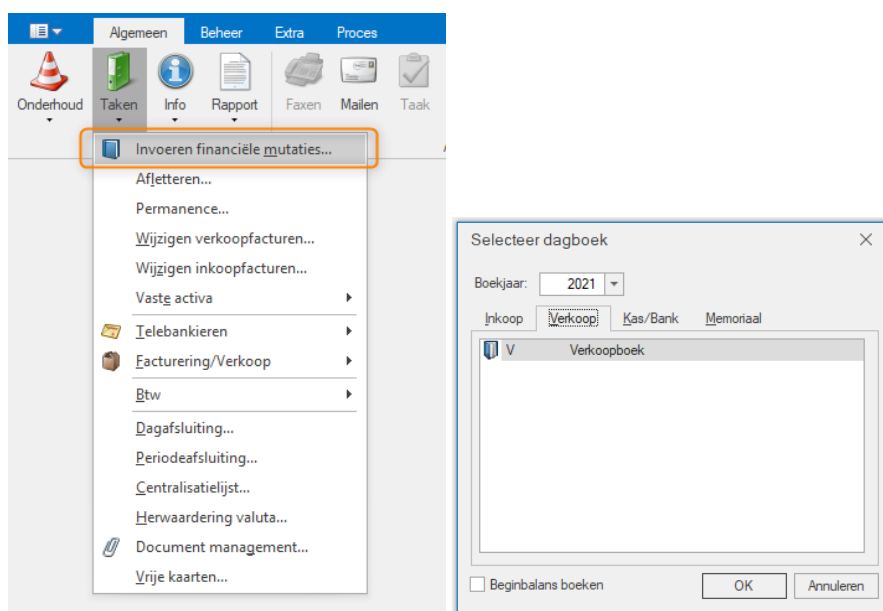 Algemeen Beheer Extra Proces
Onderhoud Taken Info Rapport Faxen Mailen Taak
Invoeren financiële mutaties...
Afletteren...
Permanence...
Wijzigen verkoopfacturen...
Wijzigen inkoopfacturen...
Vaste activa
Telebankieren
Facturering/Verkoop
Btw
Dagafsluiting...
Periodeafsluiting...
Centralisatielijst...
Herwaardering valuta...
Document management...
Vrije kaarten...
Selecteer dagboek
Boekjaar: 2021
Inkoop Verkoop Kas/Bank Memoriaal
V Verkoopboek
Beginbalans boeken OK Annuleren